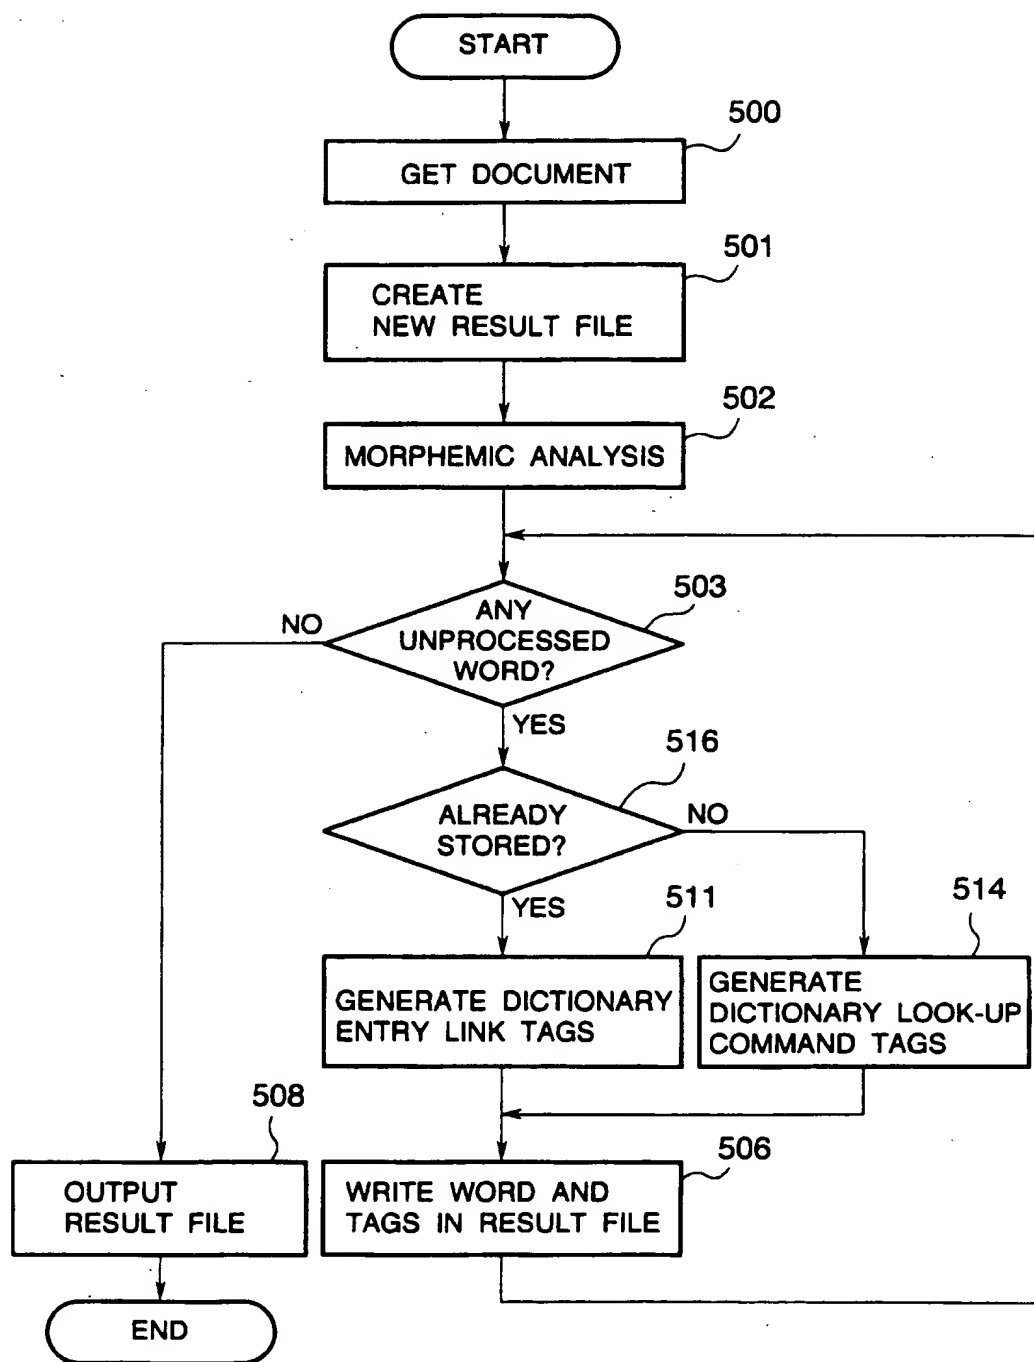 START
500
GET DOCUMENT
501
CREATE
NEW RESULT FILE
502
MORPHEMIC ANALYSIS
503
ANY
UNPROCESSED
WORD?
NO
YES
516
ALREADY
STORED?
NO
YES
511
GENERATE DICTIONARY
ENTRY LINK TAGS
514
GENERATE
DICTIONARY LOOK-UP
COMMAND TAGS
508
OUTPUT
RESULT FILE
506
WRITE WORD AND
TAGS IN RESULT FILE
END